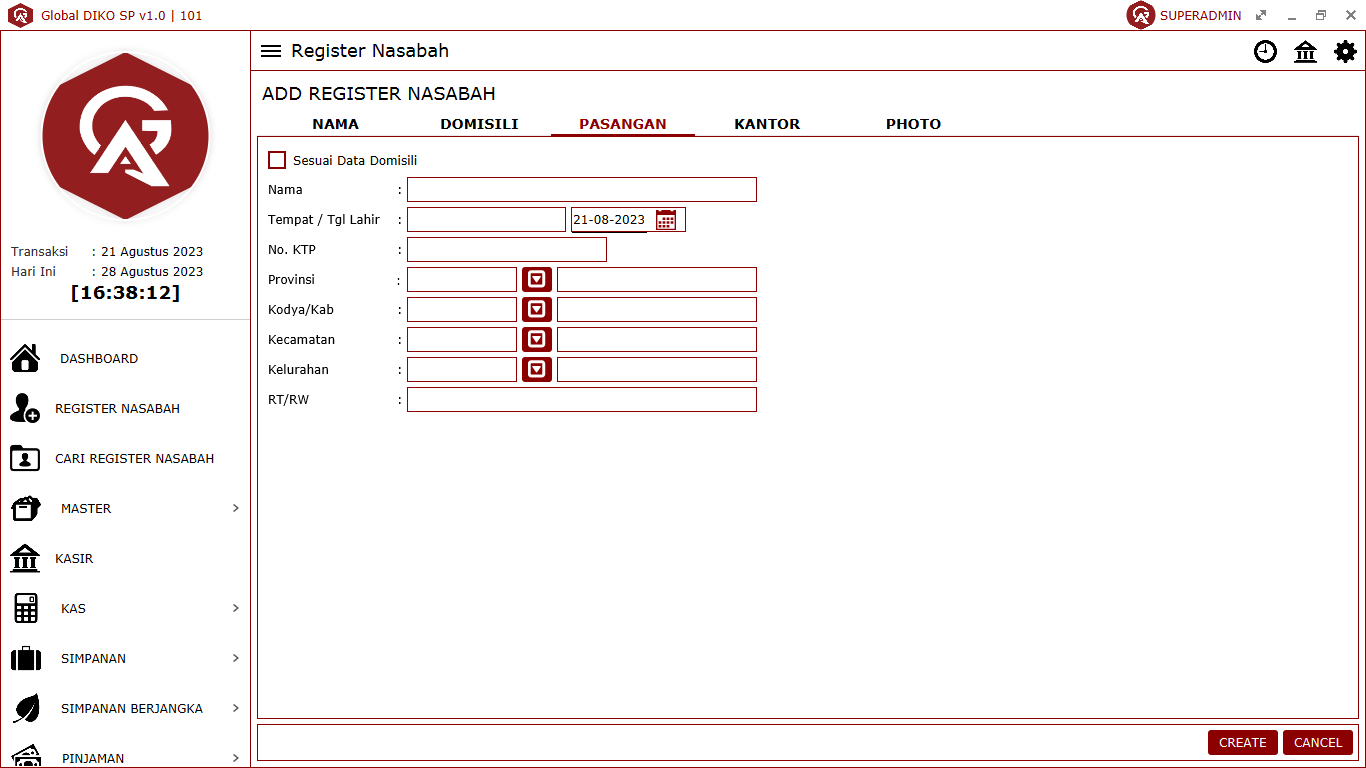 Global DIKO SP v1.0 | 101
SUPERADMIN
Transaksi : 21 Agustus 2023
Hari Ini : 28 Agustus 2023
[16:38:12]
DASHBOARD
REGISTER NASABAH
CARI REGISTER NASABAH
MASTER
KASIR
KAS
SIMPANAN
SIMPANAN BERJANGKA
PINJAMAN
Register Nasabah
ADD REGISTER NASABAH
NAMA DOMISILI PASANGAN KANTOR PHOTO
Sesuai Data Domisili
Nama :
Tempat / Tgl Lahir : 21-08-2023
No. KTP :
Provinsi :
Kodya/Kab :
Kecamatan :
Kelurahan :
RT/RW :
CREATE CANCEL